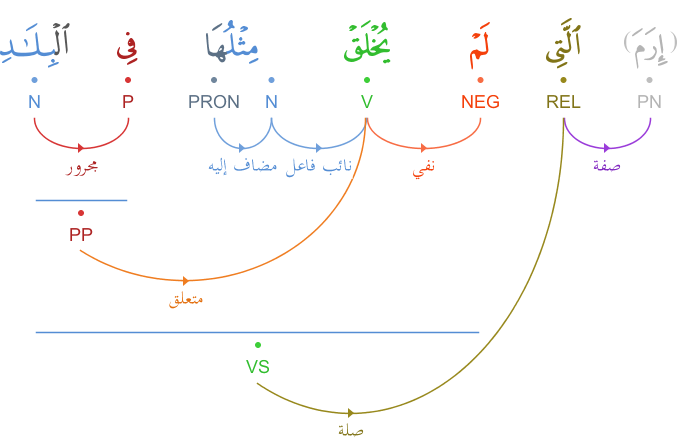 (إِرَمَ) ٱلَّتِى لَمْ يُخْلَقْ مِثْلُهَا فِى ٱلْبِلَـٰدِ
PN REL NEG V N PRON P N
صفة نفي نائب فاعل مضاف إليه مجرور
PP
متعلق
VS
صلة